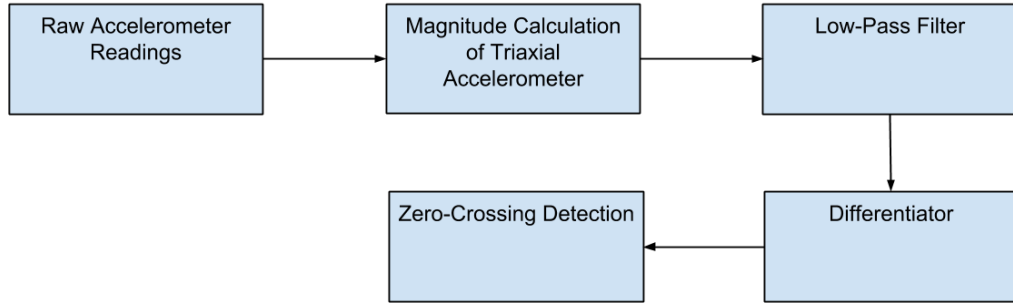 Raw Accelerometer
Readings
Magnitude Calculation
of Triaxial
Accelerometer
Low-Pass Filter
Differentiator
Zero-Crossing Detection